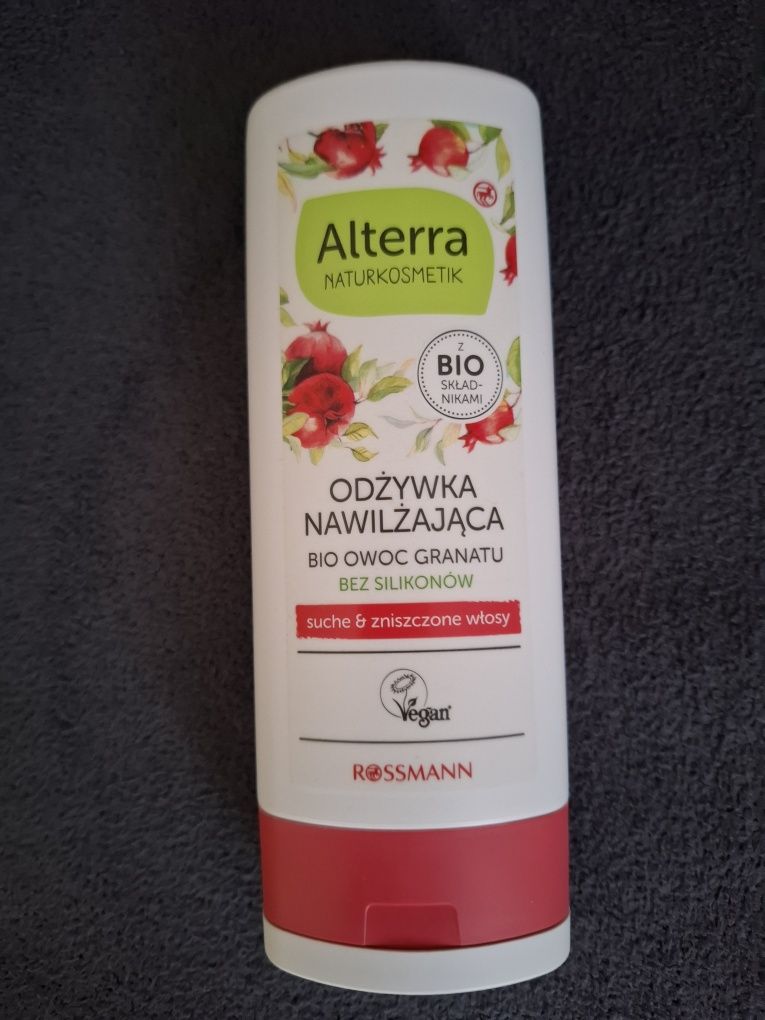 Alterra
NATURKOSMETIK
Z
BIO
SKŁAD-
NIKAMI
ODŻYWKA
NAWILŻAJĄCA
BIO OWOC GRANATU
BEZ SILIKONÓW
suche & zniszczone włosy
Vegan
ROSSMANN